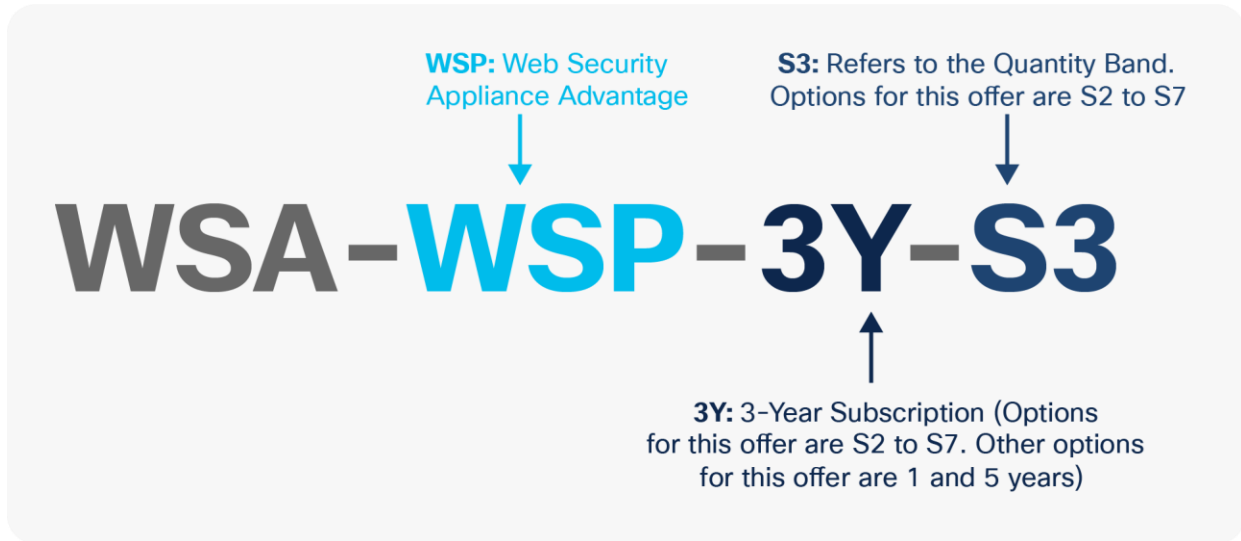 WSP: Web Security
Appliance Advantage
S3: Refers to the Quantity Band.
Options for this offer are S2 to S7
WSA-WSP-3Y-S3
3Y: 3-Year Subscription (Options
for this offer are S2 to S7. Other options
for this offer are 1 and 5 years)